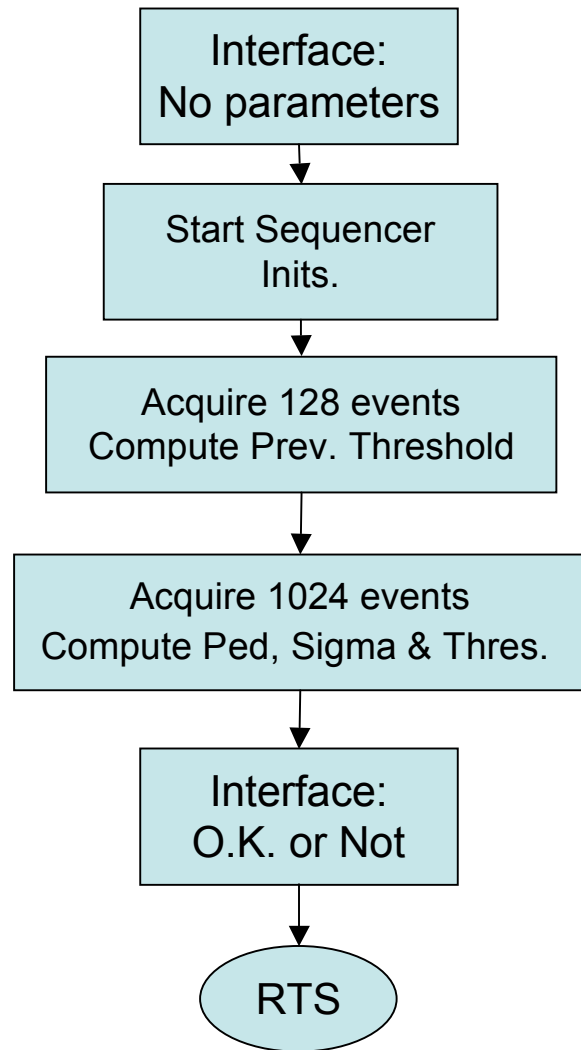 Interface:
No parameters
Start Sequencer
Inits.
Acquire 128 events
Compute Prev. Threshold
Acquire 1024 events
Compute Ped, Sigma & Thres.
Interface:
O.K. or Not
RTS